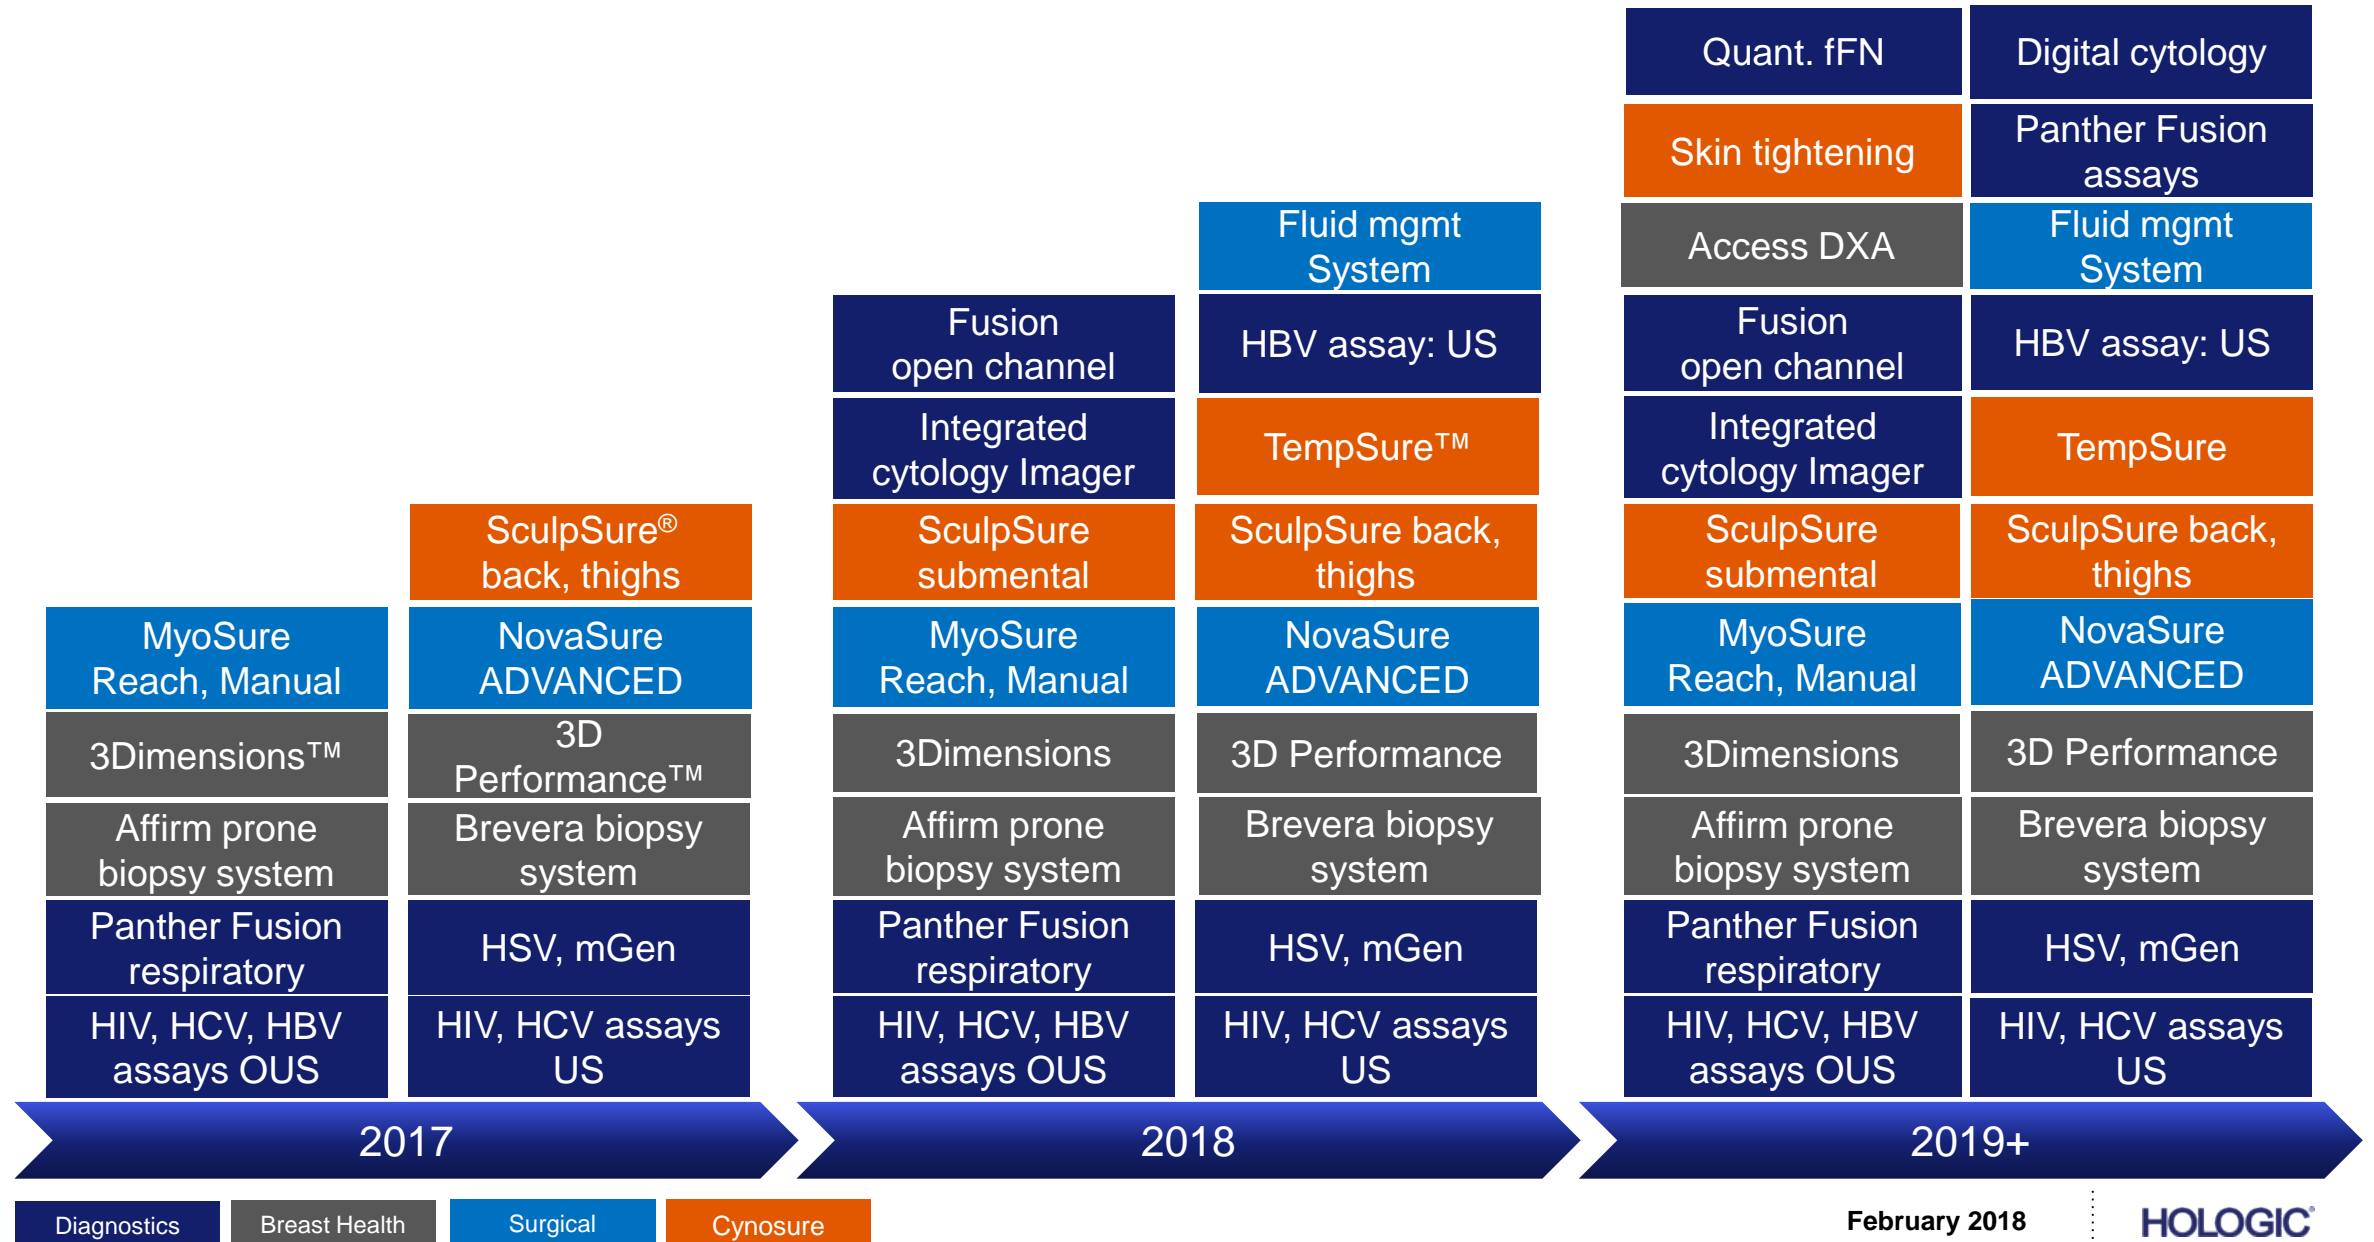 Quant. fFN
Digital cytology
Skin tightening
Panther Fusion
assays
Fluid mgmt
System
Access DXA
Fluid mgmt
System
Fusion
open channel
HBV assay: US
Fusion
open channel
HBV assay: US
Integrated
cytology Imager
TempSure™
Integrated
cytology Imager
TempSure
SculpSure®
back, thighs
SculpSure
submental
SculpSure back,
thighs
SculpSure
submental
SculpSure back,
thighs
MyoSure
Reach, Manual
NovaSure
ADVANCED
MyoSure
Reach, Manual
NovaSure
ADVANCED
MyoSure
Reach, Manual
NovaSure
ADVANCED
3Dimensions™
3D
Performance™
3Dimensions
3D Performance
3Dimensions
3D Performance
Affirm prone
biopsy system
Brevera biopsy
system
Affirm prone
biopsy system
Brevera biopsy
system
Affirm prone
biopsy system
Brevera biopsy
system
Panther Fusion
respiratory
HSV, mGen
Panther Fusion
respiratory
HSV, mGen
Panther Fusion
respiratory
HSV, mGen
HIV, HCV, HBV
assays OUS
HIV, HCV assays
US
HIV, HCV, HBV
assays OUS
HIV, HCV assays
US
HIV, HCV, HBV
assays OUS
HIV, HCV assays
US
2017
2018
2019+
Diagnostics
Breast Health
Surgical
Cynosure
February 2018
HOLOGIC®